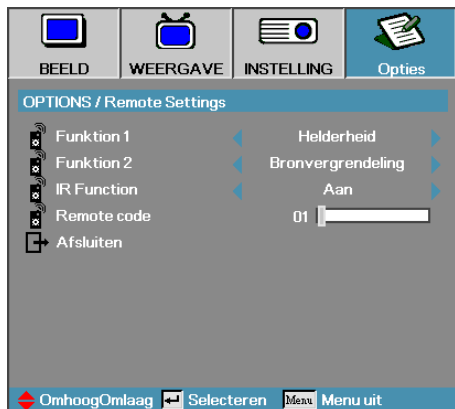 BEELD WEERGAVE INSTELLING Opties
OPTIONS / Remote Settings
Funktion 1 Helderheid
Funktion 2 Bronvergrendeling
IR Function Aan
Remote code 01
Afsluiten
OmhoogOmlaag Selecteren Menu Menu uit